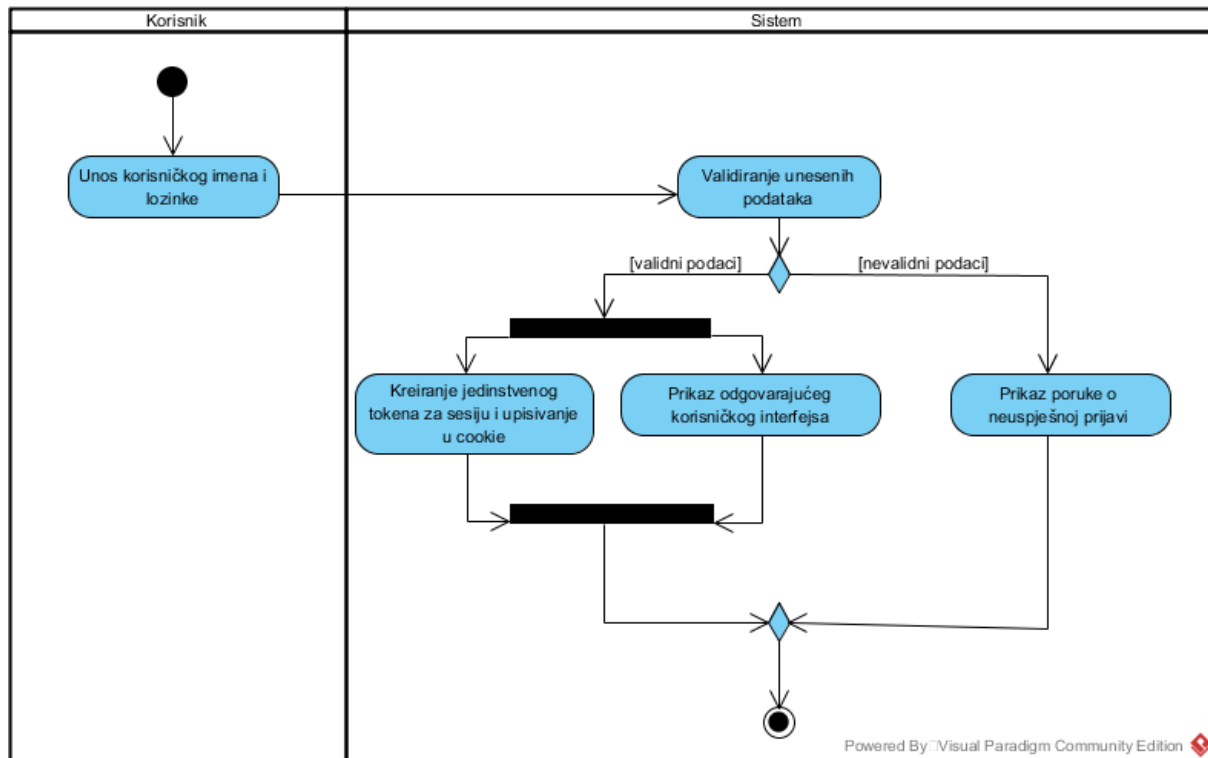 Korisnik
Sistem
Unos korisničkog imena i
lozinke
Validiranje unesenih
podataka
[validni podaci]
[nevalidni podaci]
Kreiranje jedinstvenog
tokena za sesiju i upisivanje
u cookie
Prikaz odgovarajućeg
korisničkog interfejsa
Prikaz poruke o
neuspješnoj prijavi
Powered By Visual Paradigm Community Edition